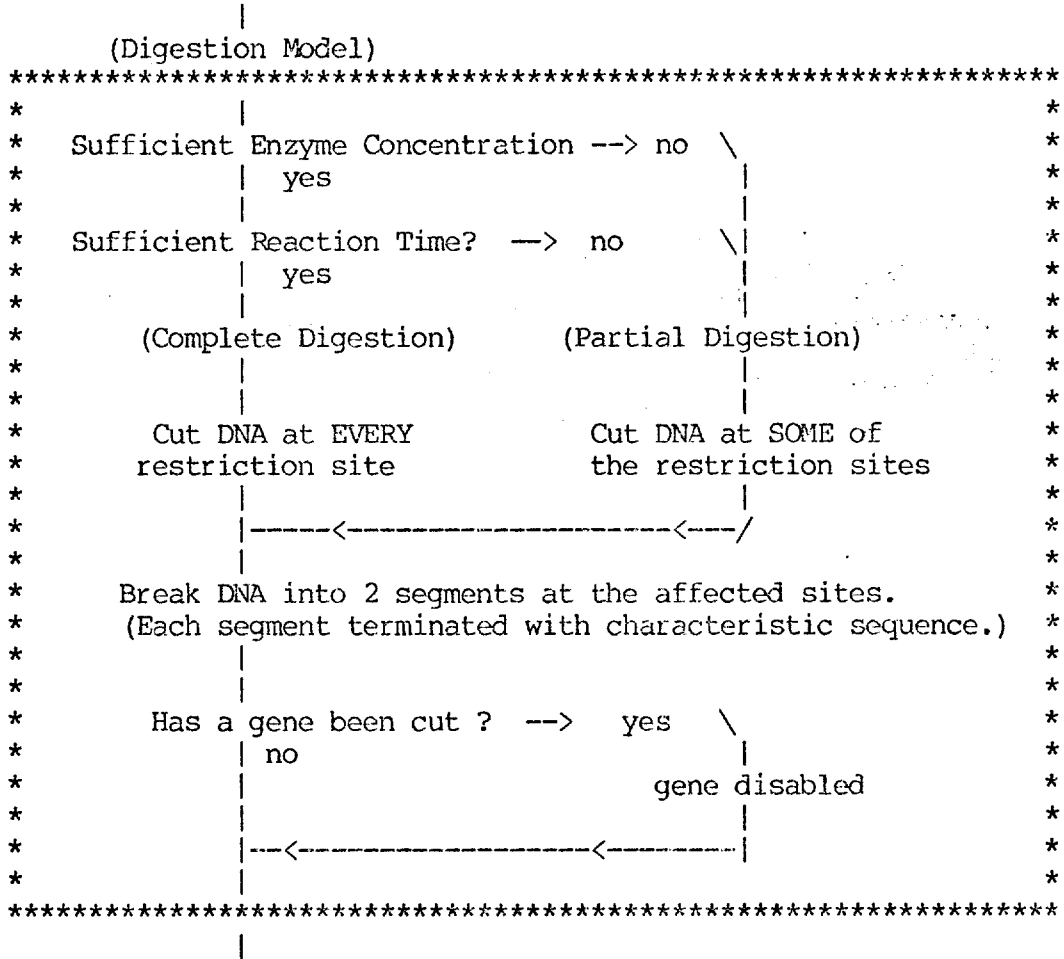 (Digestion Model)
Sufficient Enzyme Concentration --> no
yes
Sufficient Reaction Time? --> no
yes
(Complete Digestion) (Partial Digestion)
Cut DNA at EVERY Cut DNA at SOME of
restriction site the restriction sites
Break DNA into 2 segments at the affected sites.
(Each segment terminated with characteristic sequence.)
Has a gene been cut ? --> yes
no
gene disabled